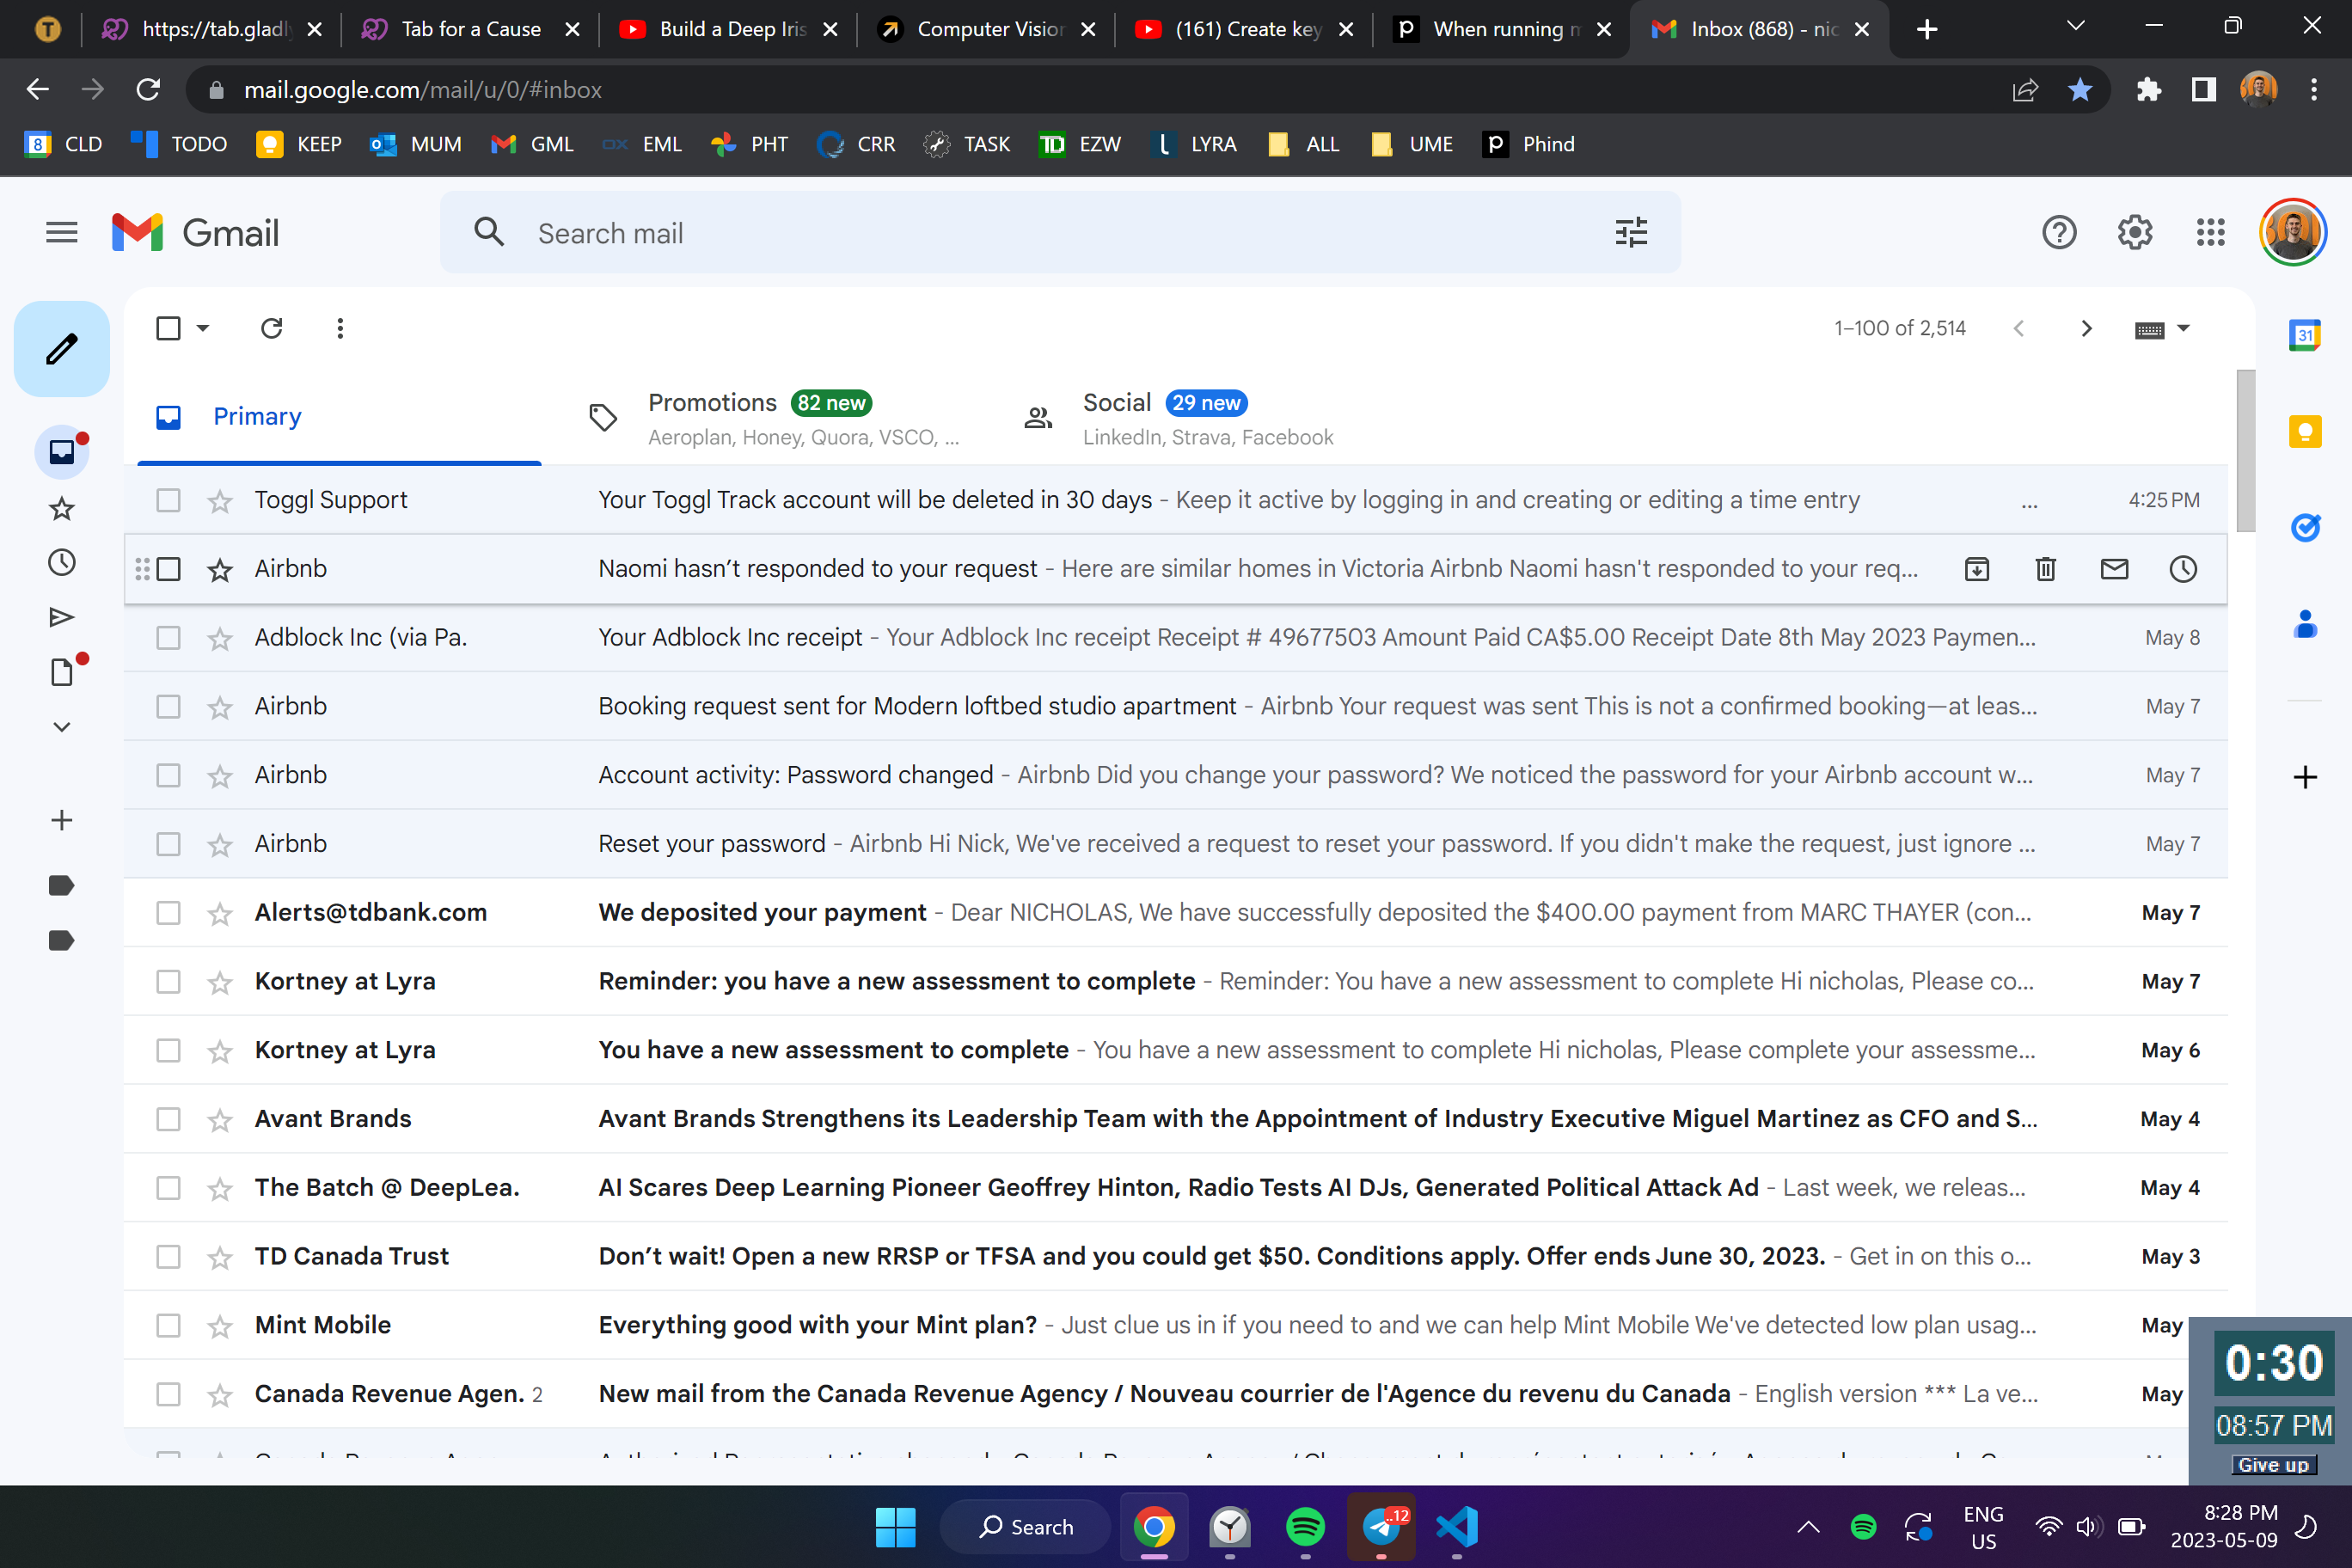 https://tab.gladly
Tab for a Cause
Build a Deep Iris
Computer Vision
(161) Create key
When running m
Inbox (868) - nic
mail.google.com/mail/u/0/#inbox
CLD
TODO
KEEP
MUM
GML
EML
PHT
CRR
TASK
EZW
LYRA
ALL
UME
Phind
Gmail
Search mail
1–100 of 2,514
Primary
Promotions 82 new
Aeroplan, Honey, Quora, VSCO, ...
Social 29 new
LinkedIn, Strava, Facebook
Toggl Support Your Toggl Track account will be deleted in 30 days - Keep it active by logging in and creating or editing a time entry ... 4:25 PM
Airbnb Naomi hasn’t responded to your request - Here are similar homes in Victoria Airbnb Naomi hasn't responded to your req...
Adblock Inc (via Pa. Your Adblock Inc receipt - Your Adblock Inc receipt Receipt # 49677503 Amount Paid CA$5.00 Receipt Date 8th May 2023 Paymen... May 8
Airbnb Booking request sent for Modern loftbed studio apartment - Airbnb Your request was sent This is not a confirmed booking—at leas... May 7
Airbnb Account activity: Password changed - Airbnb Did you change your password? We noticed the password for your Airbnb account w... May 7
Airbnb Reset your password - Airbnb Hi Nick, We've received a request to reset your password. If you didn't make the request, just ignore ... May 7
Alerts@tdbank.com We deposited your payment - Dear NICHOLAS, We have successfully deposited the $400.00 payment from MARC THAYER (con... May 7
Kortney at Lyra Reminder: you have a new assessment to complete - Reminder: You have a new assessment to complete Hi nicholas, Please co... May 7
Kortney at Lyra You have a new assessment to complete - You have a new assessment to complete Hi nicholas, Please complete your assessme... May 6
Avant Brands Avant Brands Strengthens its Leadership Team with the Appointment of Industry Executive Miguel Martinez as CFO and S... May 4
The Batch @ DeepLea. AI Scares Deep Learning Pioneer Geoffrey Hinton, Radio Tests AI DJs, Generated Political Attack Ad - Last week, we releas... May 4
TD Canada Trust Don’t wait! Open a new RRSP or TFSA and you could get $50. Conditions apply. Offer ends June 30, 2023. - Get in on this o... May 3
Mint Mobile Everything good with your Mint plan? - Just clue us in if you need to and we can help Mint Mobile We've detected low plan usag... May
Canada Revenue Agen. 2 New mail from the Canada Revenue Agency / Nouveau courrier de l'Agence du revenu du Canada - English version *** La ve... May
0:30
08:57 PM
Give up
Search
..12
ENG
US
8:28 PM
2023-05-09